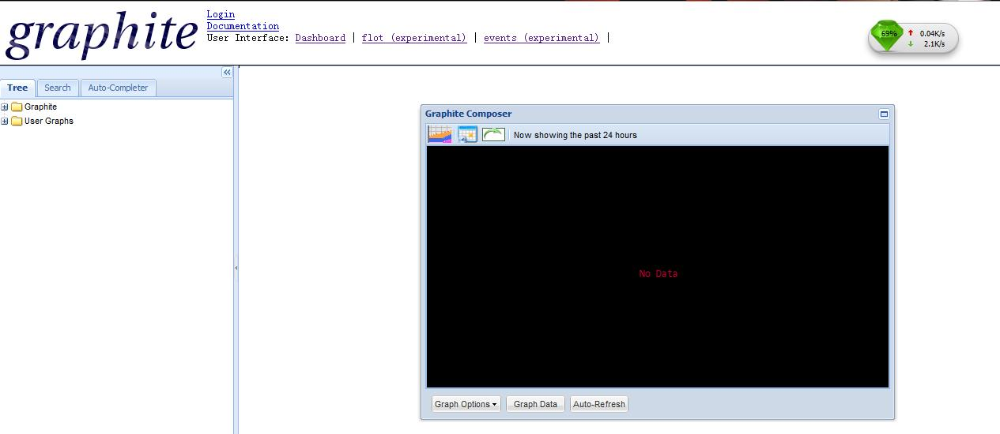 graphite
Login
Documentation
User Interface: Dashboard | flot (experimental) | events (experimental) |
69% 0.04K/s
2.1K/s
Tree Search Auto-Completer
Graphite
User Graphs
Graphite Composer
Now showing the past 24 hours
No Data
Graph Options Graph Data Auto-Refresh